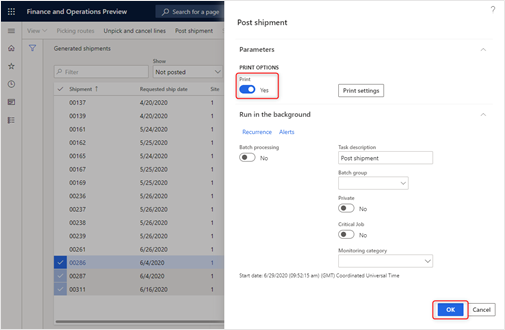 Finance and Operations Preview
Search for a page
?
View
Picking routes
Unpick and cancel lines
Post shipment
Generated shipments
Filter
Show
Not posted
Shipment
Requested ship date
Site
00137 4/20/2020 1
00139 4/20/2020 1
00161 5/24/2020 1
00162 5/25/2020 1
00165 5/25/2020 1
00167 5/25/2020 1
00169 5/25/2020 1
00236 5/26/2020 1
00237 5/26/2020 1
00238 5/26/2020 1
00239 5/26/2020 1
00261 6/26/2020 1
00286 6/4/2020 1
00287 6/4/2020 1
00311 6/16/2020 1
Post shipment
Parameters
PRINT OPTIONS
Print
Yes
Print settings
Run in the background
Recurrence
Alerts
Batch processing
No
Task description
Post shipment
Batch group
Private
No
Critical Job
No
Monitoring category
Start date: 6/29/2020 (09:52:15 am) (GMT) Coordinated Universal Time
OK
Cancel